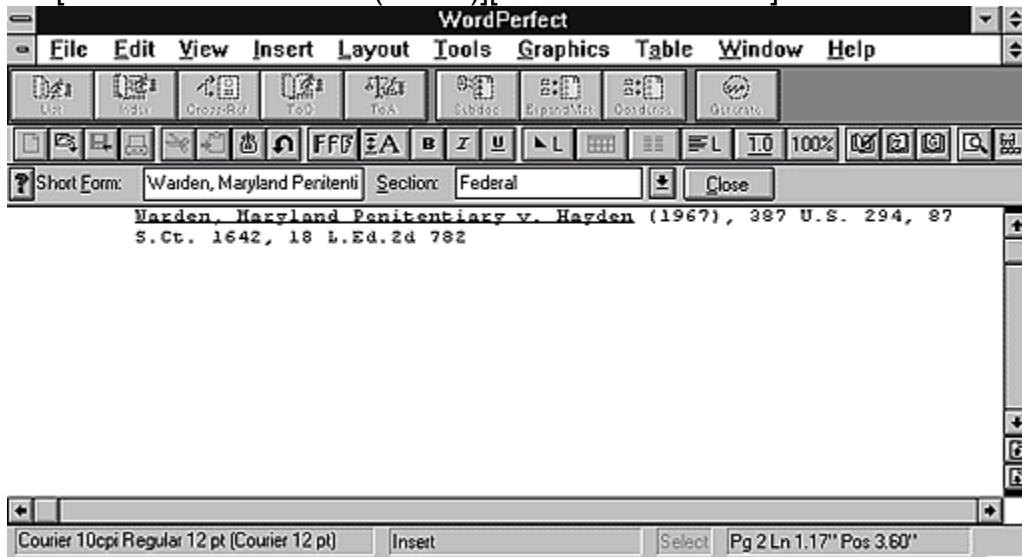 WordPerfect
File Edit View Insert Layout Tools Graphics Table Window Help
List Index Cross-Ref ToC ToA Subdoc ExpandMst Condense Generate
FFF A B I U L L 1.0 100%
? Short Form: Warden, Maryland Penitenti Section: Federal Close
Warden, Maryland Penitentiary v. Hayden (1967), 387 U.S. 294, 87
S.Ct. 1642, 18 L.Ed.2d 782
Courier 10cpi Regular 12 pt (Courier 12 pt) Insert Select Pg 2 Ln 1.17" Pos 3.60"